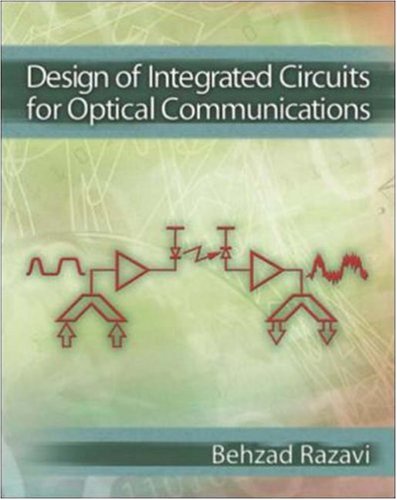 Design of Integrated Circuits
for Optical Communications
Behzad Razavi